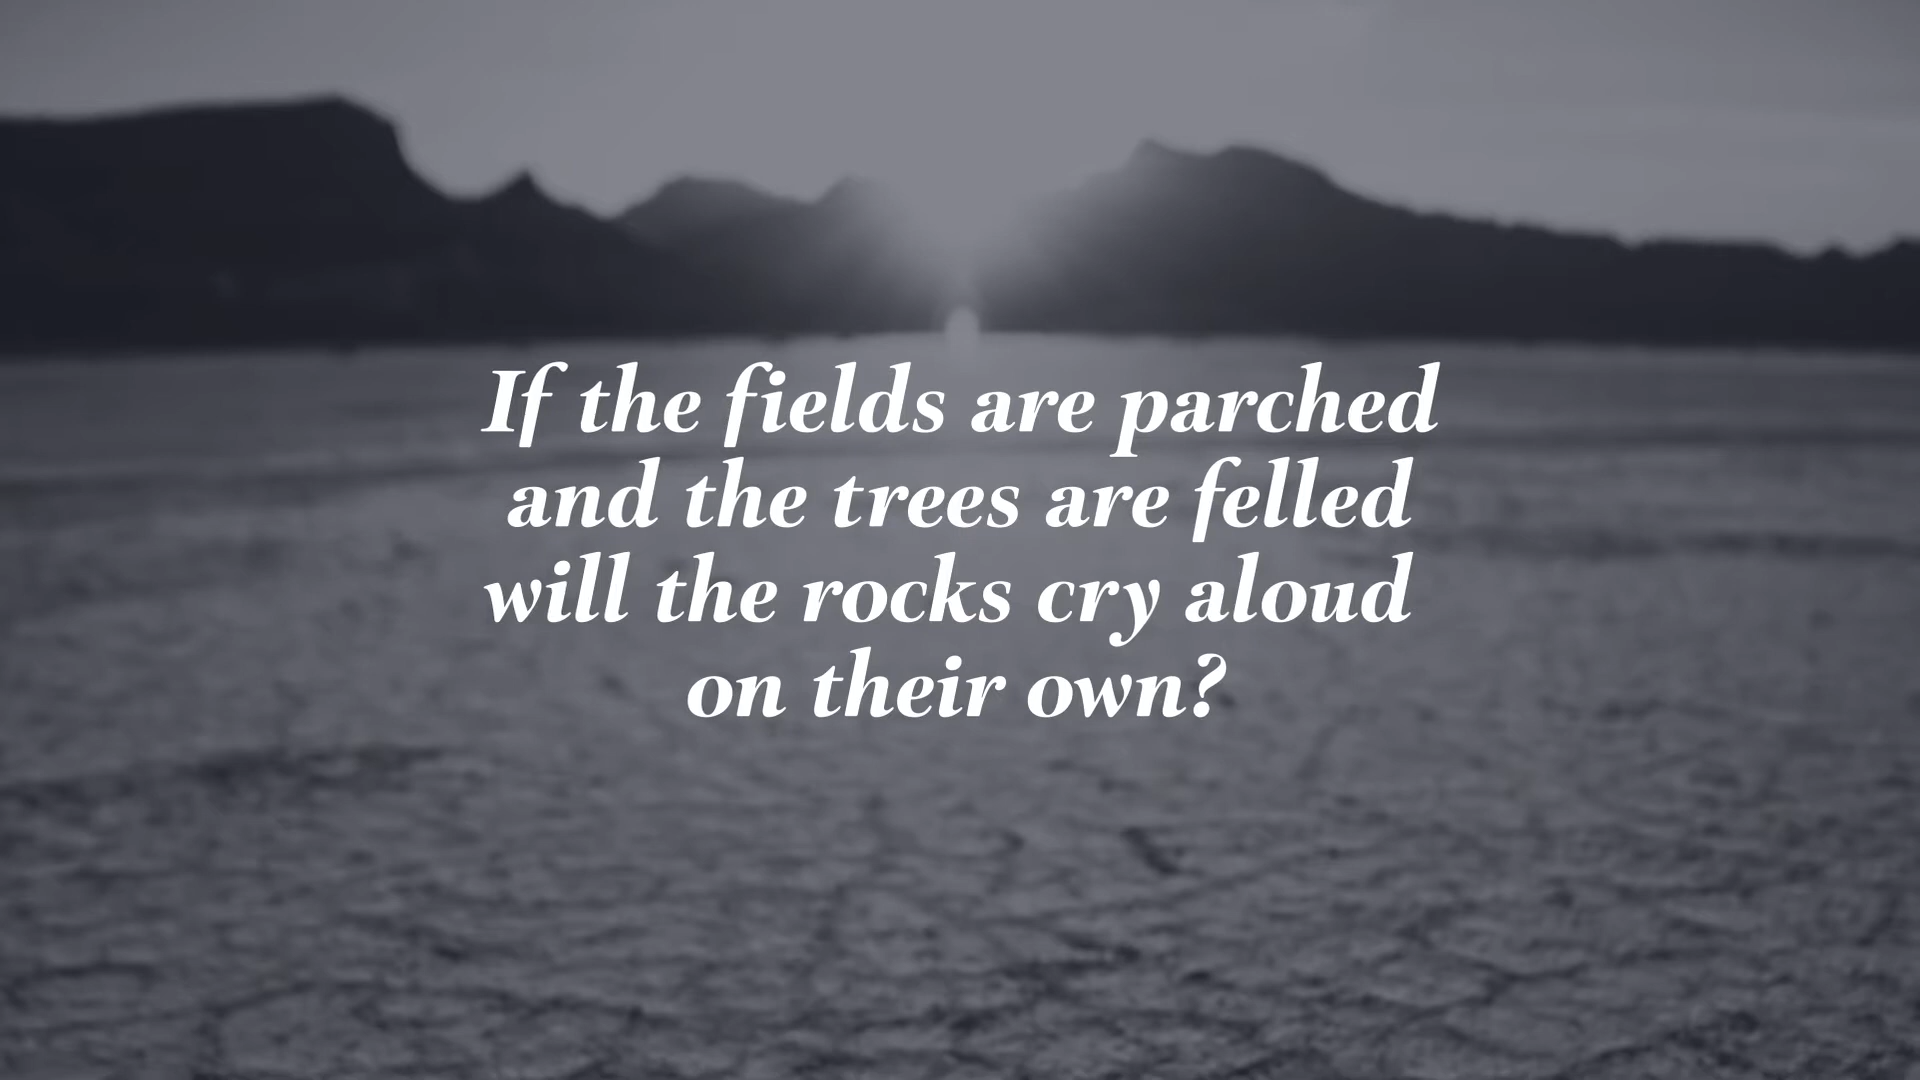 If the fields are parched
and the trees are felled
will the rocks cry aloud
on their own?